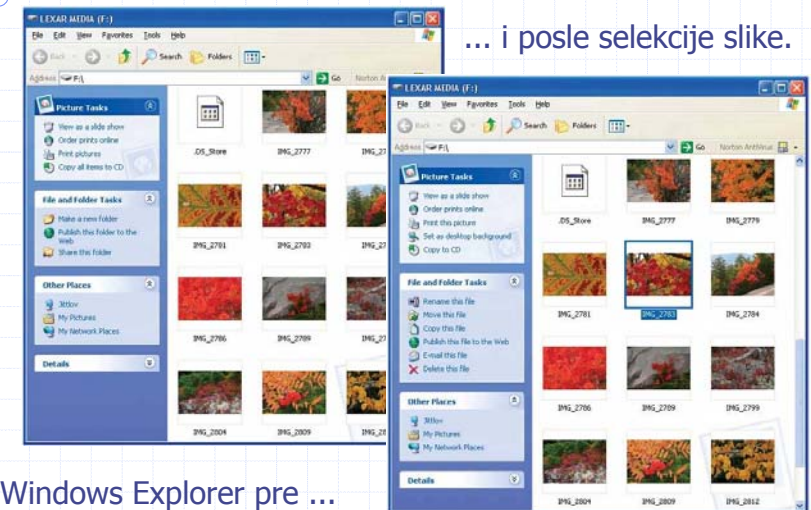 LEXAR MEDIA (F:)
File Edit View Favorites Tools Help
Back Search Folders
Address F:\ Go Norton
Picture Tasks
View as a slide show
Order prints online
Print pictures
Copy all items to CD
File and Folder Tasks
Make a new folder
Publish this folder to the
Web
Share this folder
Other Places
My Pictures
My Network Places
Details
.DS_Store IMG_2777
IMG_2781 IMG_2783
IMG_2786 IMG_2789
IMG_2804 IMG_2809
... i posle selekcije slike.
LEXAR MEDIA (F:)
File Edit View Favorites Tools Help
Back Search Folders
Address F:\ Go Norton AntiVirus
Picture Tasks
View as a slide show
Order prints online
Print this picture
Set as desktop background
Copy to CD
File and Folder Tasks
Rename this file
Move this file
Copy this file
Publish this file to the Web
E-mail this file
Delete this file
Other Places
My Pictures
My Network Places
Details
.DS_Store IMG_2777 IMG_2779
IMG_2781 IMG_2783 IMG_2784
IMG_2786 IMG_2789 IMG_2799
IMG_2804 IMG_2809 IMG_2812
Windows Explorer pre ...